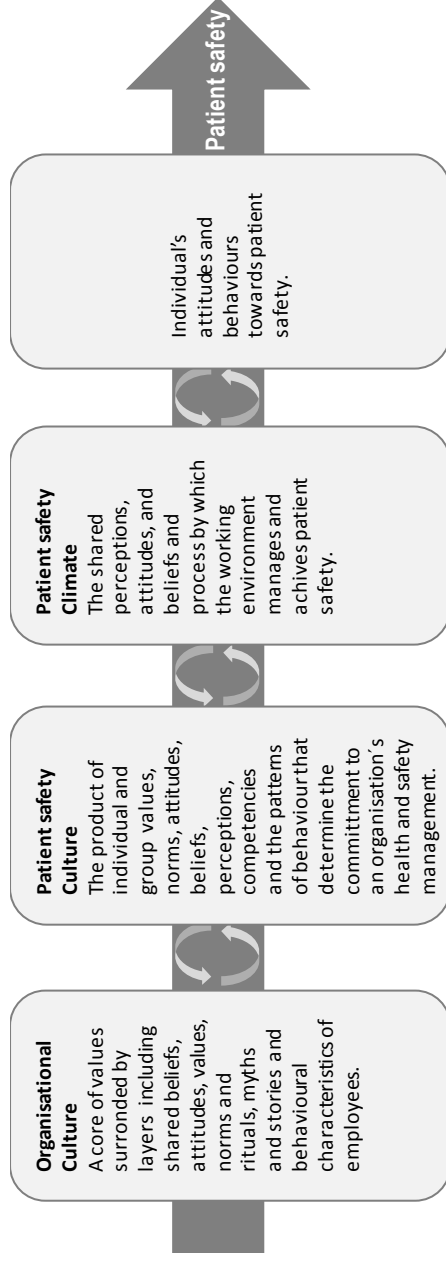 Organisational
Culture
A core of values
surronded by
layers including
shared beliefs,
attitudes, values,
norms and
rituals, myths
and stories and
behavioural
characteristics of
employees.
Patient safety
Culture
The product of
individual and
group values,
norms, attitudes,
beliefs,
perceptions,
competencies
and the patterns
of behaviour that
determine the
committment to
an organisation´s
health and safety
management.
Patient safety
Climate
The shared
perceptions,
attitudes, and
beliefs and
process by which
the working
environment
manages and
achives patient
safety.
Individual's
attitudes and
behaviours
towards patient
safety.
Patient safety